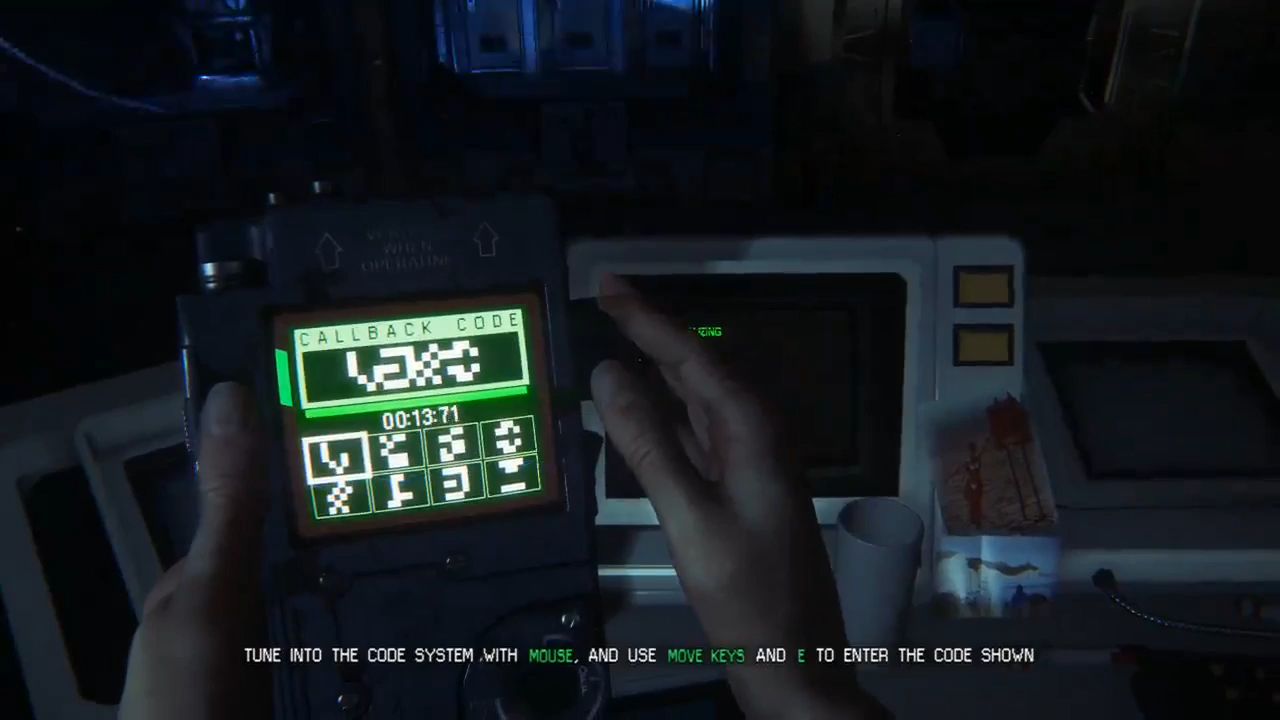 WHEN
CALLBACK CODE
00:13:71
TUNE INTO THE CODE SYSTEM WITH MOUSE, AND USE MOVE KEYS AND E TO ENTER THE CODE SHOWN